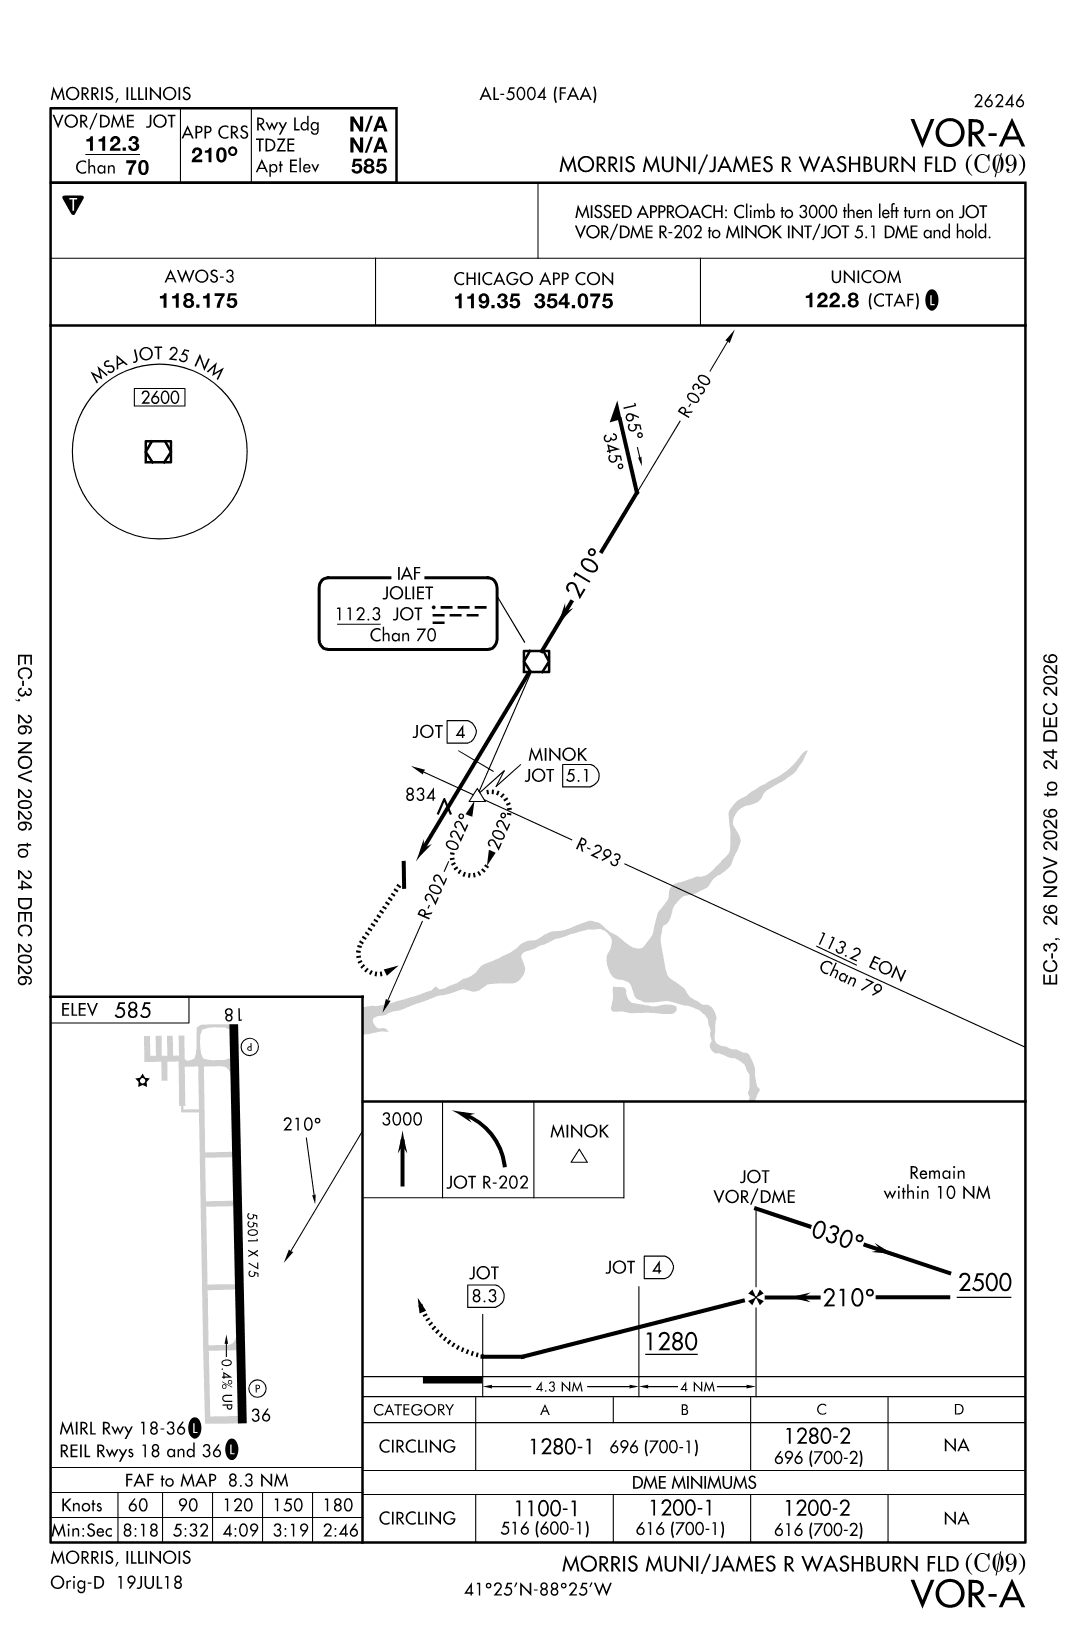 MORRIS, ILLINOIS
AL-5004 (FAA)
26246
VOR-A
MORRIS MUNI/JAMES R WASHBURN FLD (CØ9)
VOR/DME JOT
112.3
Chan 70
APP CRS
210°
Rwy Ldg N/A
TDZE N/A
Apt Elev 585
T
MISSED APPROACH: Climb to 3000 then left turn on JOT
VOR/DME R-202 to MINOK INT/JOT 5.1 DME and hold.
AWOS-3
118.175
CHICAGO APP CON
119.35 354.075
UNICOM
122.8 (CTAF) L
MSA JOT 25 NM
2600
R-030
165°
345°
210°
IAF
JOLIET
112.3 JOT
Chan 70
JOT 4
MINOK
JOT 5.1
834
022°
202°
R-202
R-293
113.2 EON
Chan 79
EC-3, 26 NOV 2026 to 24 DEC 2026
EC-3, 26 NOV 2026 to 24 DEC 2026
ELEV 585
18
P
210°
5501 X 75
0.4% UP
P
36
MIRL Rwy 18-36 L
REIL Rwys 18 and 36 L
FAF to MAP 8.3 NM
Knots 60 90 120 150 180
Min:Sec 8:18 5:32 4:09 3:19 2:46
3000
JOT R-202
MINOK
JOT
VOR/DME
Remain
within 10 NM
030°
2500
210°
JOT 4
JOT
8.3
1280
4.3 NM
4 NM
CATEGORY A B C D
CIRCLING 1280-1 696 (700-1) 1280-2 696 (700-2) NA
DME MINIMUMS
CIRCLING 1100-1 516 (600-1) 1200-1 616 (700-1) 1200-2 616 (700-2) NA
MORRIS, ILLINOIS
Orig-D 19JUL18
41°25'N-88°25'W
MORRIS MUNI/JAMES R WASHBURN FLD (CØ9)
VOR-A